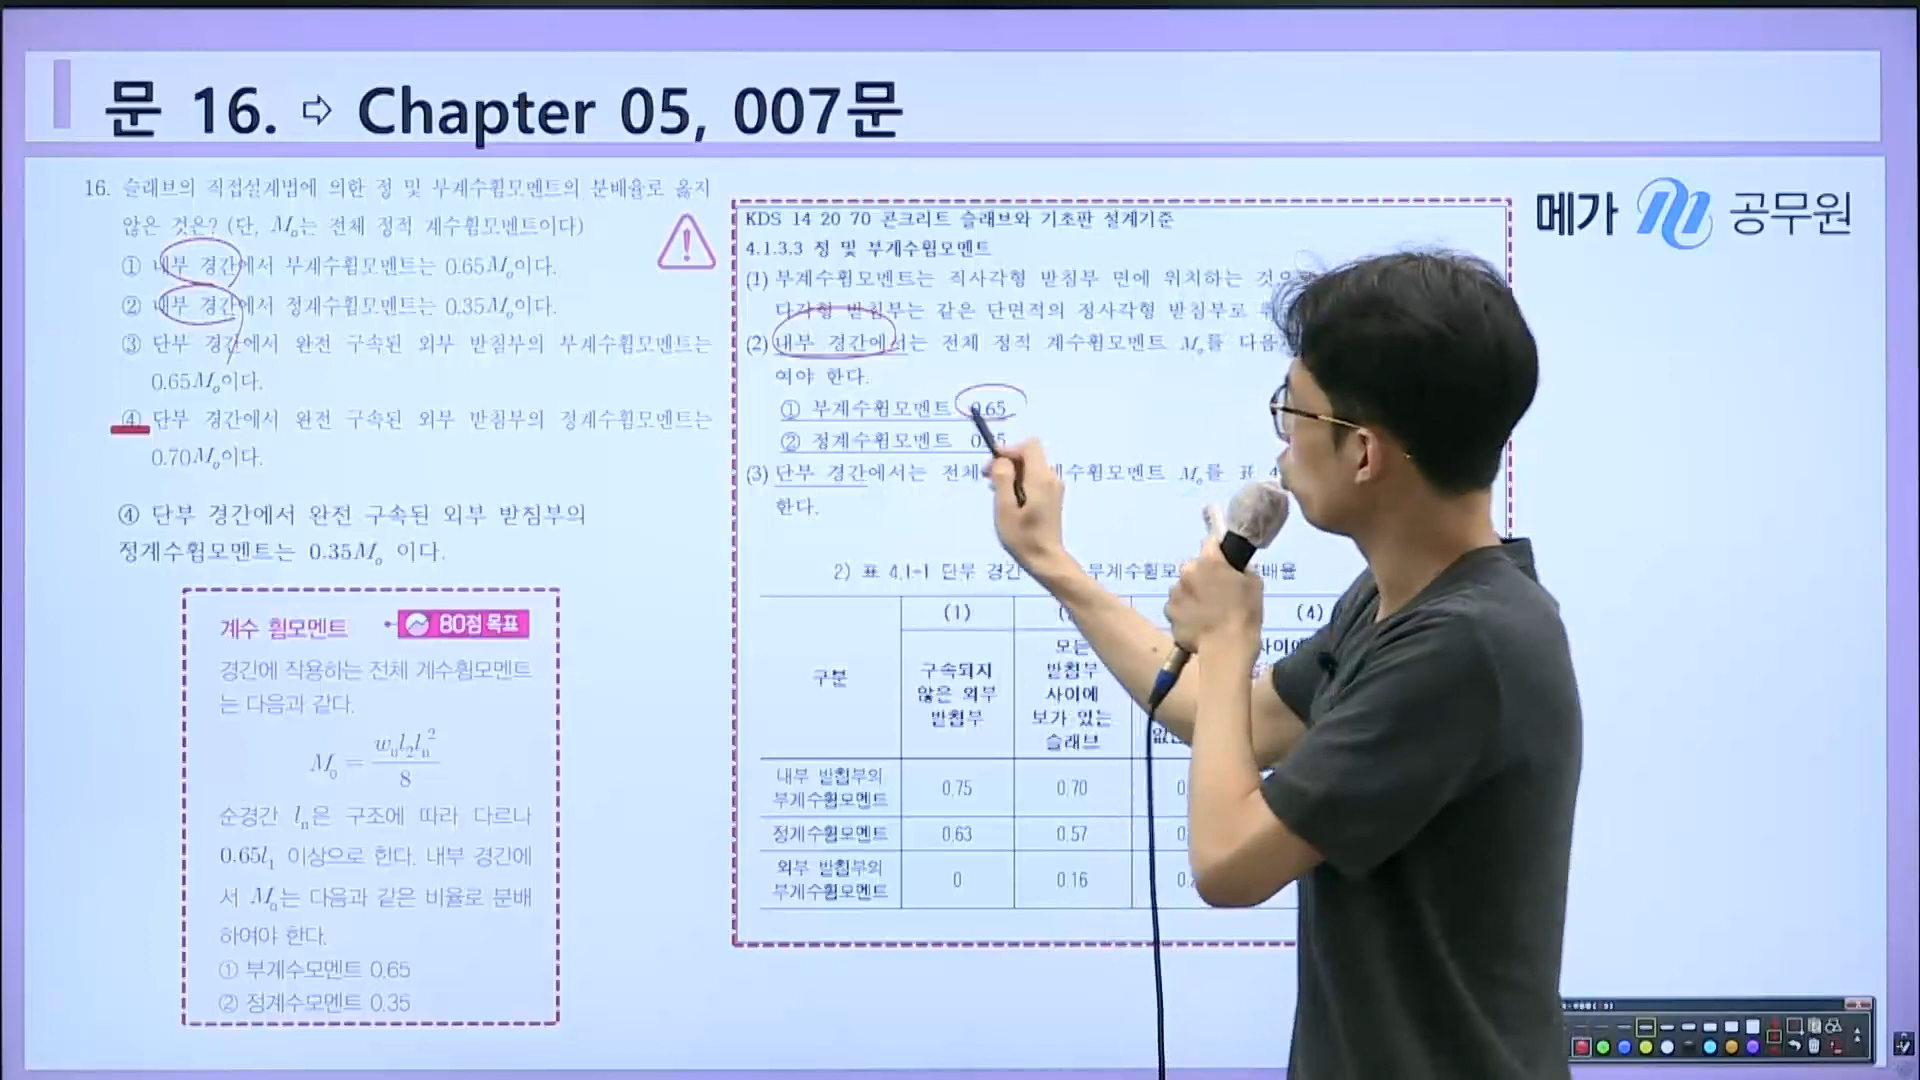 문 16. ⇨ Chapter 05, 007문
메가 공무원
16. 슬래브의 직접설계법에 의한 정 및 부계수휨모멘트의 분배율로 옳지
않은 것은? (단, Mₒ는 전체 정적 계수휨모멘트이다)
① 내부 경간에서 부계수휨모멘트는 0.65Mₒ이다.
② 내부 경간에서 정계수휨모멘트는 0.35Mₒ이다.
③ 단부 경간에서 완전 구속된 외부 받침부의 부계수휨모멘트는
0.65Mₒ이다.
④ 단부 경간에서 완전 구속된 외부 받침부의 정계수휨모멘트는
0.70Mₒ이다.
④ 단부 경간에서 완전 구속된 외부 받침부의
정계수휨모멘트는 0.35Mₒ 이다.
계수 휨모멘트
80점 목표
경간에 작용하는 전체 계수휨모멘트
는 다음과 같다.
Mₒ = wᵤl₂lₙ² / 8
순경간 lₙ은 구조에 따라 다르나
0.65l₁ 이상으로 한다. 내부 경간에
서 Mₒ는 다음과 같은 비율로 분배
하여야 한다.
① 부계수모멘트 0.65
② 정계수모멘트 0.35
KDS 14 20 70 콘크리트 슬래브와 기초판 설계기준
4.1.3.3 정 및 부계수휨모멘트
(1) 부계수휨모멘트는 직사각형 받침부 면에 위치하는
다각형 받침부는 같은 단면적의 정사각형 받침부로
(2) 내부 경간에서는 전체 정적 계수휨모멘트 Mₒ를
여야 한다.
① 부계수휨모멘트 0.65
② 정계수휨모멘트
(3) 단부 경간에서는 계수휨모멘트 Mₒ를 표
한다.
2) 표 4.1-1 단부
구분
(1)
(4)
구속되지
않은 외부
받침부
모든
받침부
사이에
보가 있는
슬래브
내부 받침부의
부계수휨모멘트
0.75
0.70
정계수휨모멘트
0.63
0.57
외부 받침부의
부계수휨모멘트
0
0.16